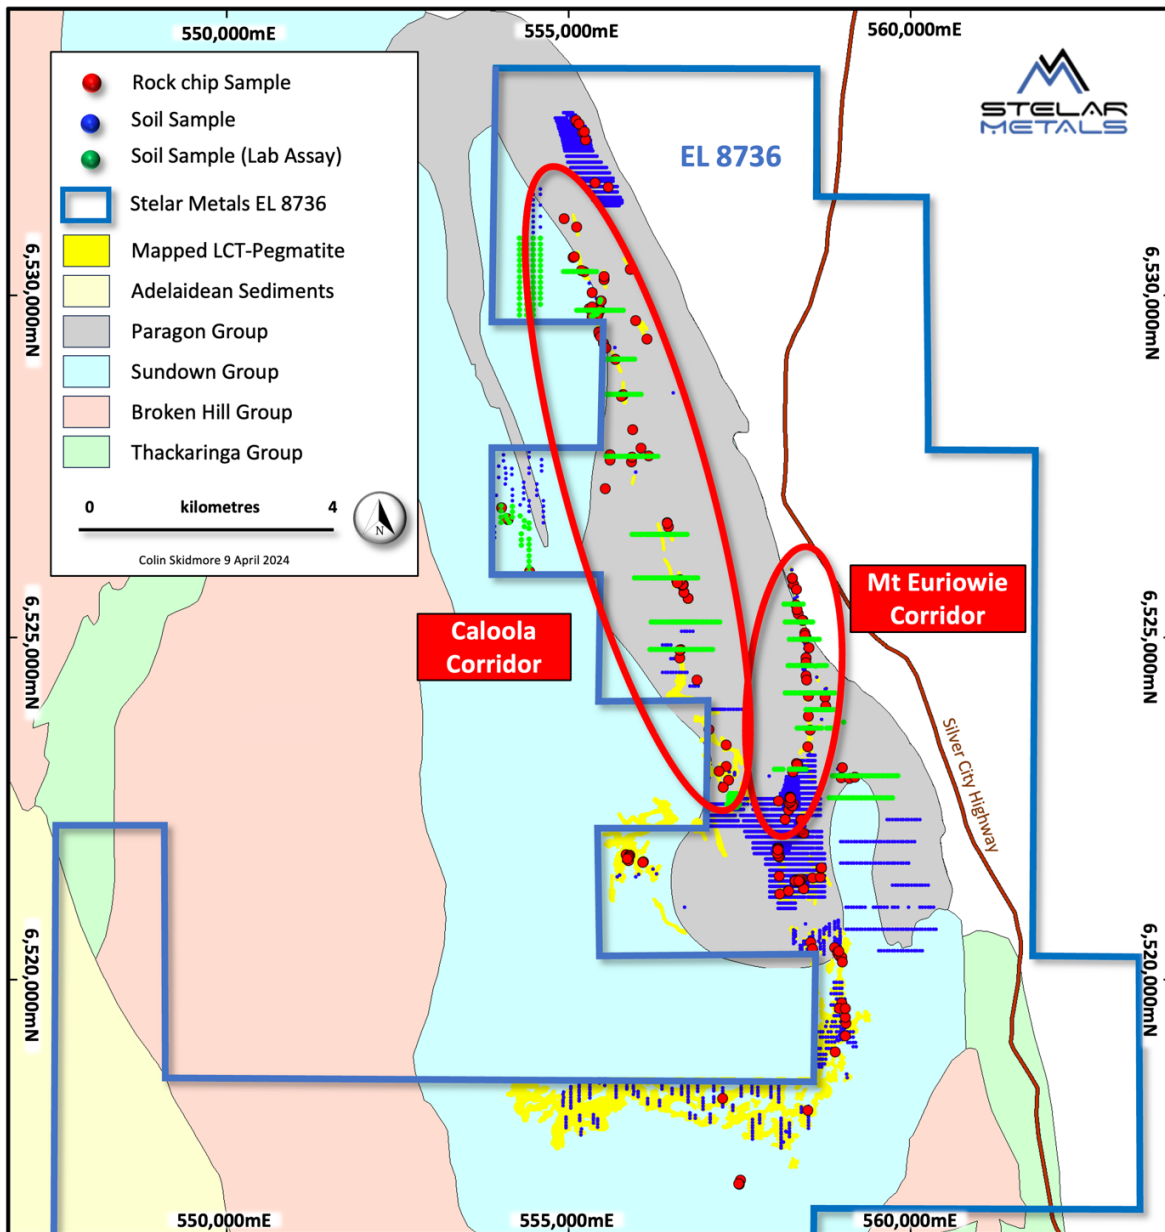 550,000mE
555,000mE
560,000mE
Rock chip Sample
Soil Sample
Soil Sample (Lab Assay)
Stelar Metals EL 8736
Mapped LCT-Pegmatite
Adelaidean Sediments
Paragon Group
Sundown Group
Broken Hill Group
Thackaringa Group
0 kilometres 4
N
Colin Skidmore 9 April 2024
STELAR
METALS
EL 8736
6,530,000mN
6,530,000mN
Mt Euriowie
Corridor
Caloola
Corridor
6,525,000mN
6,525,000mN
Silver City Highway
6,520,000mN
6,520,000mN
550,000mE
555,000mE
560,000mE